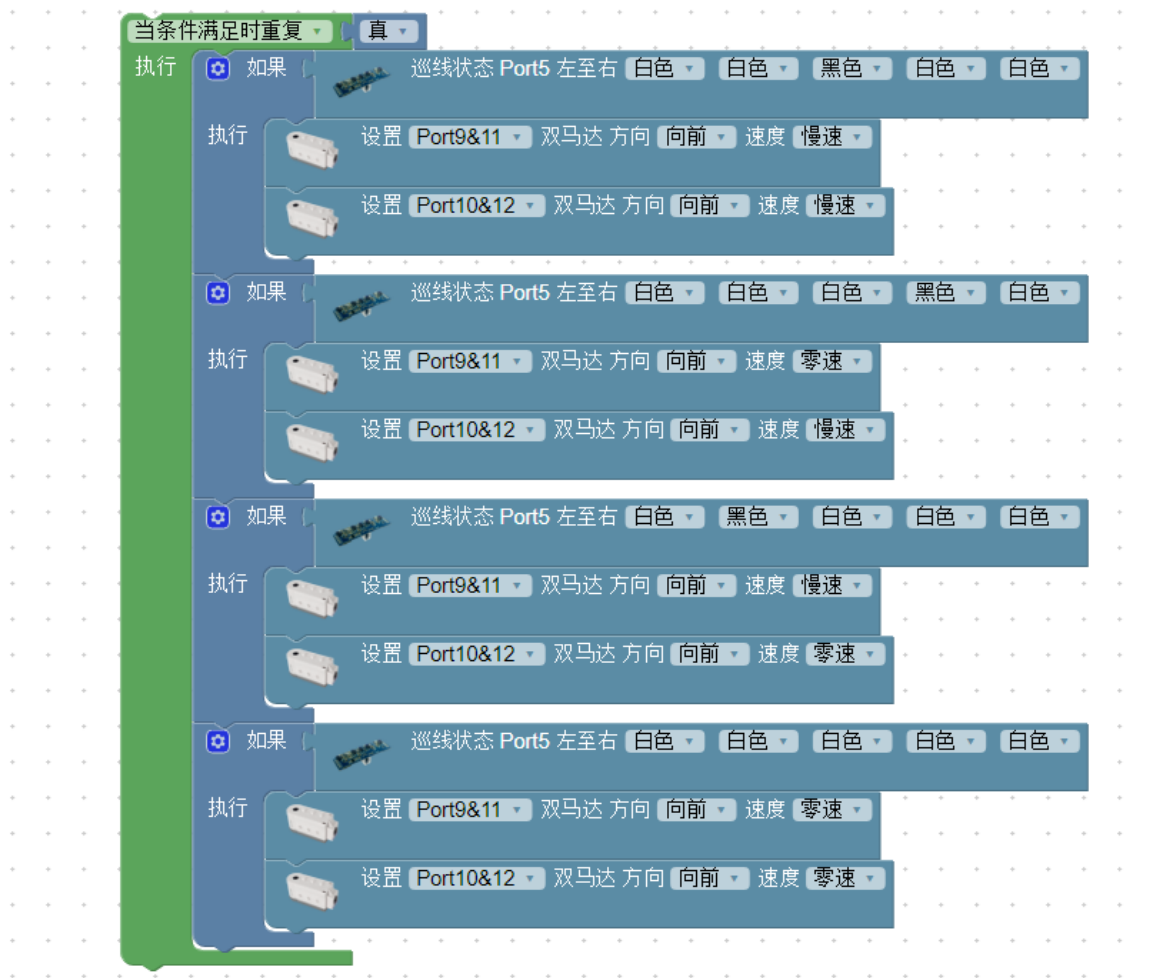 当条件满足时重复 真
执行 如果 巡线状态 Port5 左至右 白色 白色 黑色 白色 白色
执行 设置 Port9&11 双马达 方向 向前 速度 慢速
设置 Port10&12 双马达 方向 向前 速度 慢速
如果 巡线状态 Port5 左至右 白色 白色 白色 黑色 白色
执行 设置 Port9&11 双马达 方向 向前 速度 零速
设置 Port10&12 双马达 方向 向前 速度 慢速
如果 巡线状态 Port5 左至右 白色 黑色 白色 白色 白色
执行 设置 Port9&11 双马达 方向 向前 速度 慢速
设置 Port10&12 双马达 方向 向前 速度 零速
如果 巡线状态 Port5 左至右 白色 白色 白色 白色 白色
执行 设置 Port9&11 双马达 方向 向前 速度 零速
设置 Port10&12 双马达 方向 向前 速度 零速